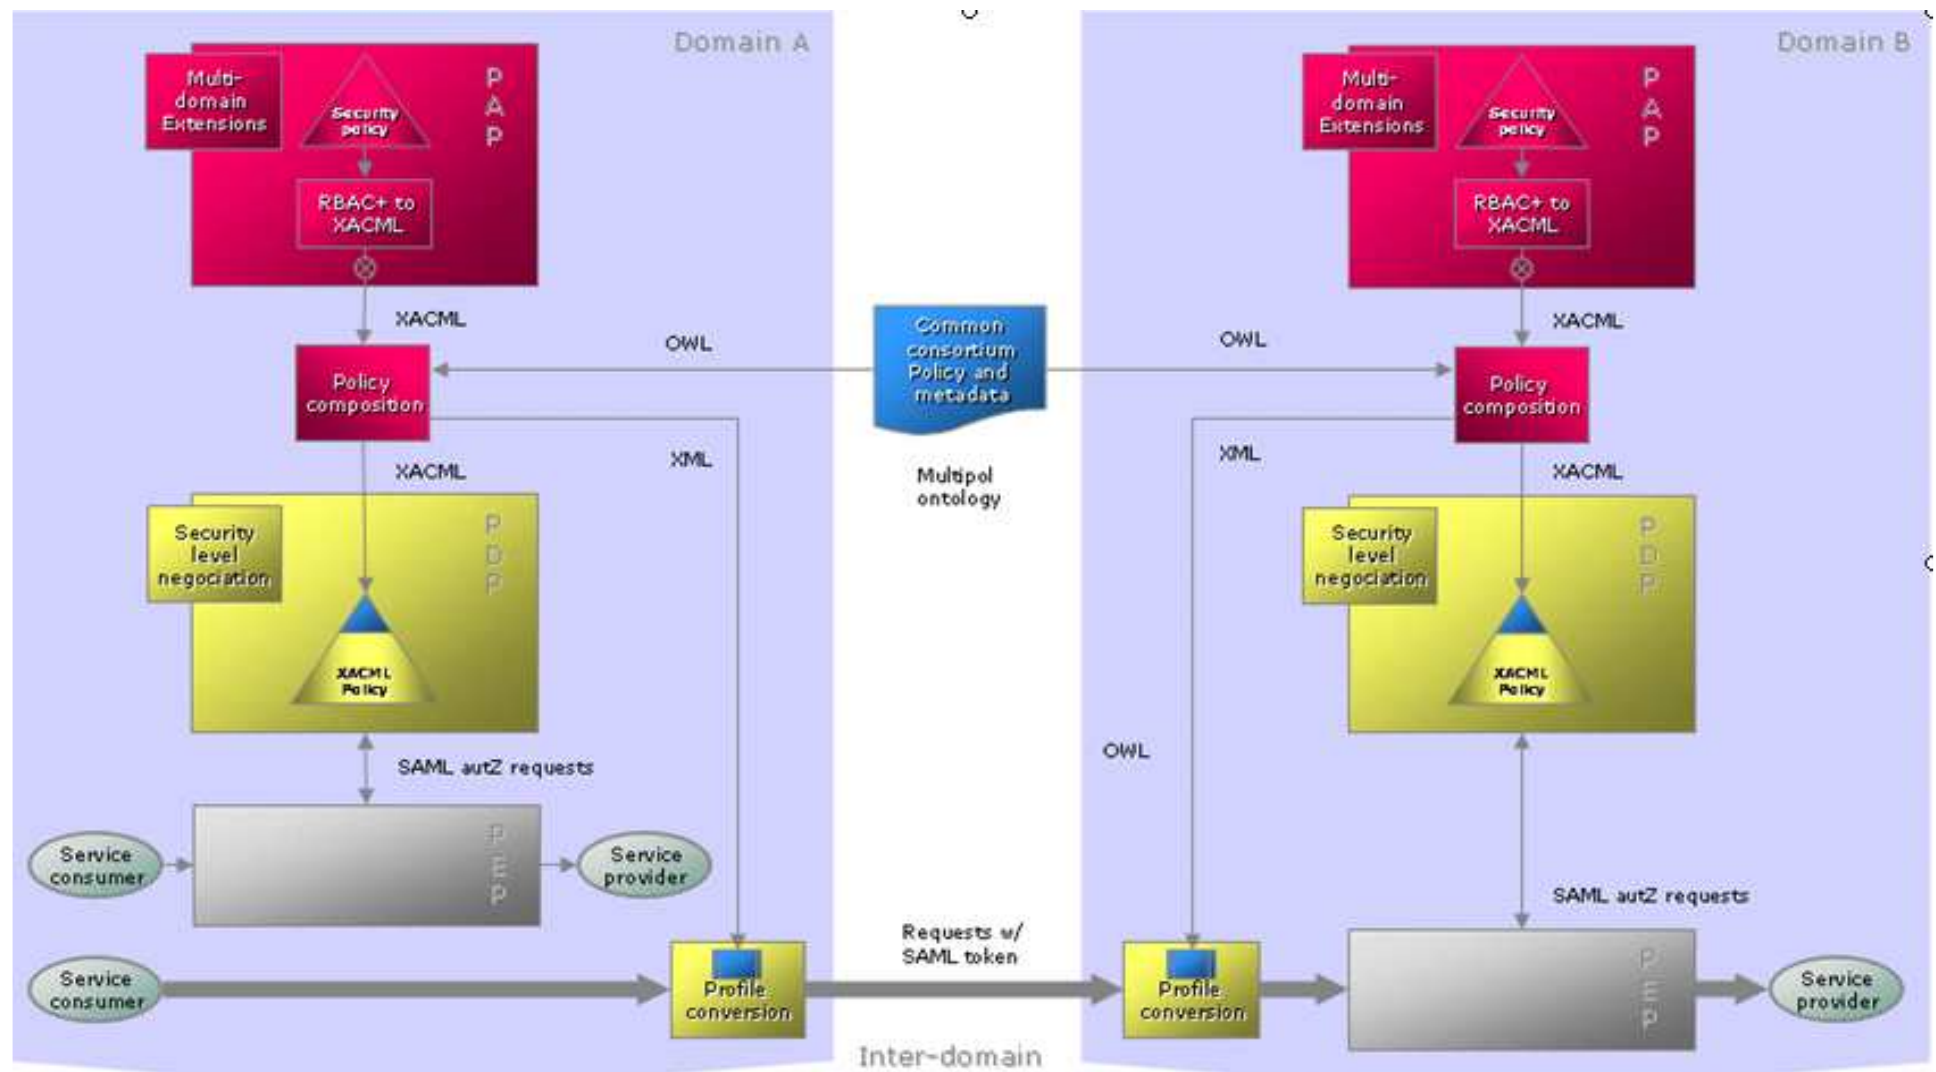 Domain A
Multi-
domain
Extensions
Security
policy
P
A
P
RBAC+ to
XACML
XACML
OWL
Policy
composition
XACML
XML
Security
level
negociation
P
D
P
XACML
Policy
SAML autZ requests
Service
consumer
P
E
P
Service
provider
Service
consumer
Profile
conversion
Common
consortium
Policy and
metadata
Multipol
ontology
Requests w/
SAML token
Inter-domain
Domain B
Multi-
domain
Extensions
Security
policy
P
A
P
RBAC+ to
XACML
XACML
OWL
Policy
composition
XML
XACML
Security
level
negociation
P
D
P
XACML
Policy
OWL
SAML autZ requests
Profile
conversion
P
E
P
Service
provider